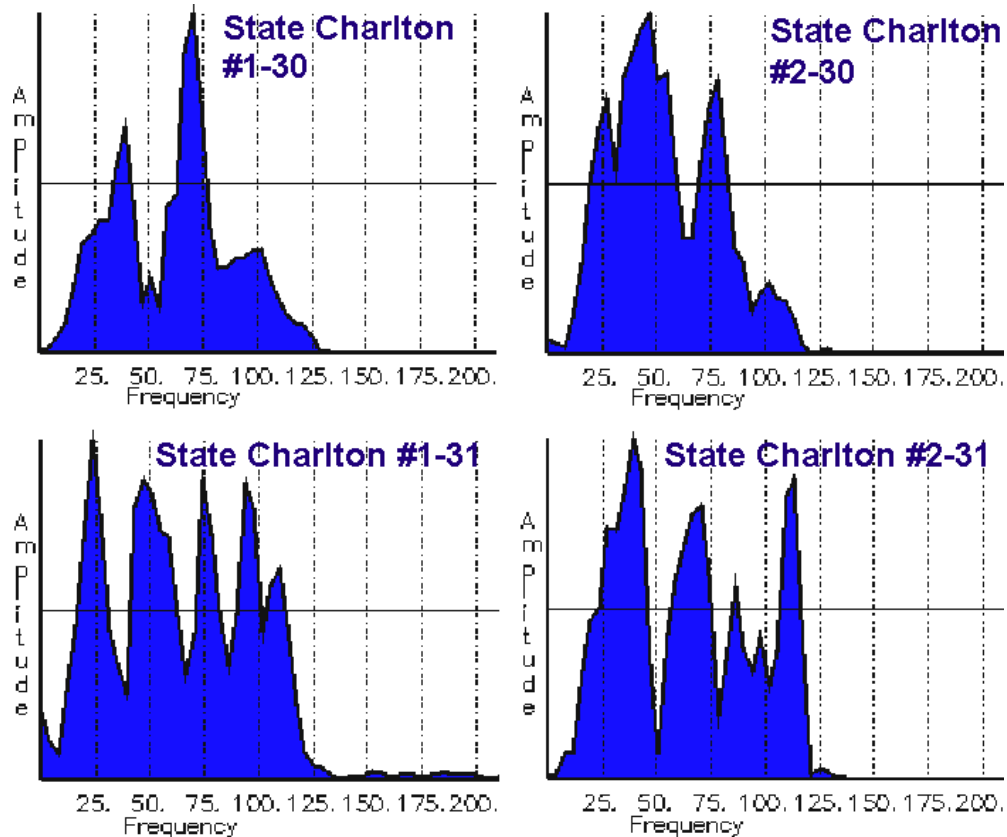 State Charlton
#1-30
Amplitude
25. 50. 75. 100. 125. 150. 175. 200.
Frequency
State Charlton
#2-30
Amplitude
25. 50. 75. 100. 125. 150. 175. 200.
Frequency
State Charlton #1-31
Amplitude
25. 50. 75. 100. 125. 150. 175. 200.
Frequency
State Charlton #2-31
Amplitude
25. 50. 75. 100. 125. 150. 175. 200.
Frequency